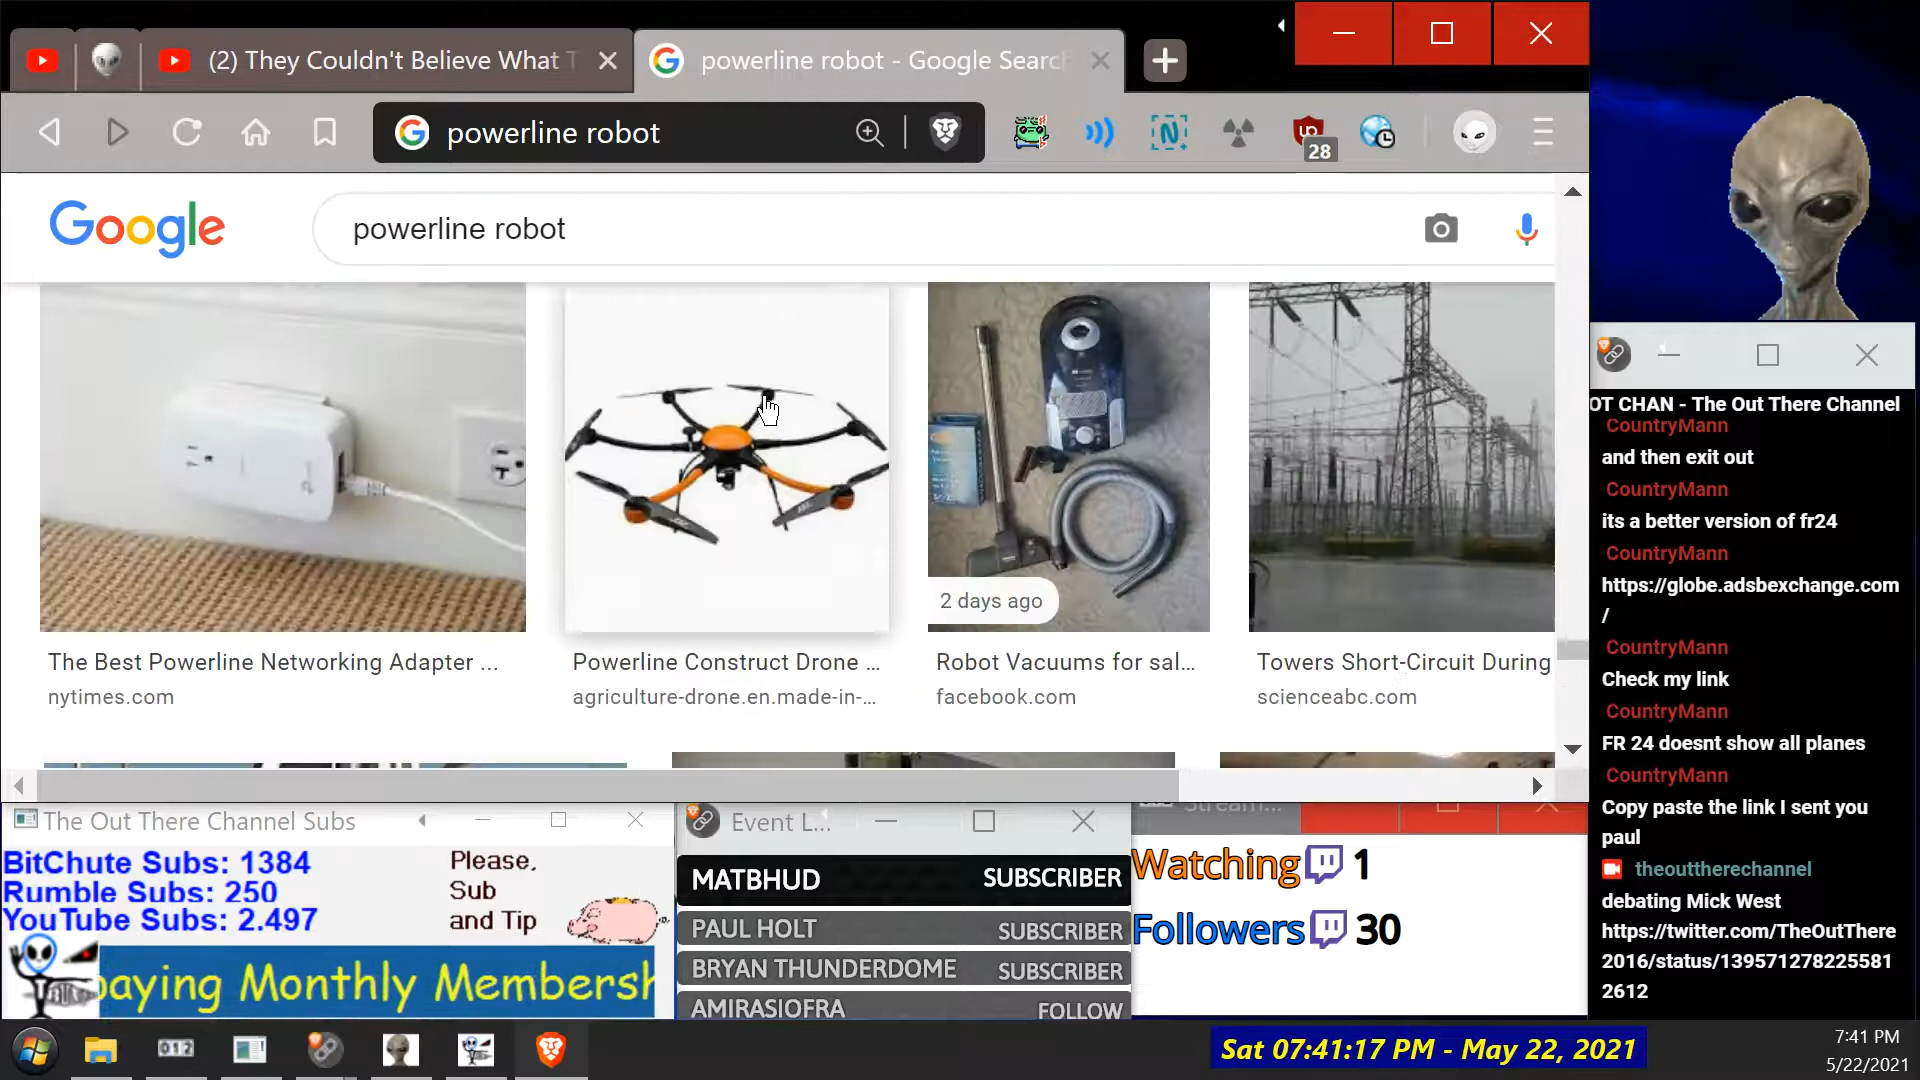 (2) They Couldn't Believe What T
powerline robot - Google Search
powerline robot
28
Google
powerline robot
2 days ago
The Best Powerline Networking Adapter ...
nytimes.com
Powerline Construct Drone ...
agriculture-drone.en.made-in-...
Robot Vacuums for sal...
facebook.com
Towers Short-Circuit During
scienceabc.com
OT CHAN - The Out There Channel
CountryMann
and then exit out
CountryMann
its a better version of fr24
CountryMann
https://globe.adsbexchange.com
/
CountryMann
Check my link
CountryMann
FR 24 doesnt show all planes
CountryMann
Copy paste the link I sent you
paul
theouttherechannel
debating Mick West
https://twitter.com/TheOutThere
2016/status/139571278225581
2612
The Out There Channel Subs
BitChute Subs: 1384
Rumble Subs: 250
YouTube Subs: 2.497
Please,
Sub
and Tip
paying Monthly Membersh
Event L...
MATBHUD SUBSCRIBER
PAUL HOLT SUBSCRIBER
BRYAN THUNDERDOME SUBSCRIBER
AMIRASIOFRA FOLLOW
Stream...
Watching 1
Followers 30
012
Sat 07:41:17 PM - May 22, 2021
7:41 PM
5/22/2021